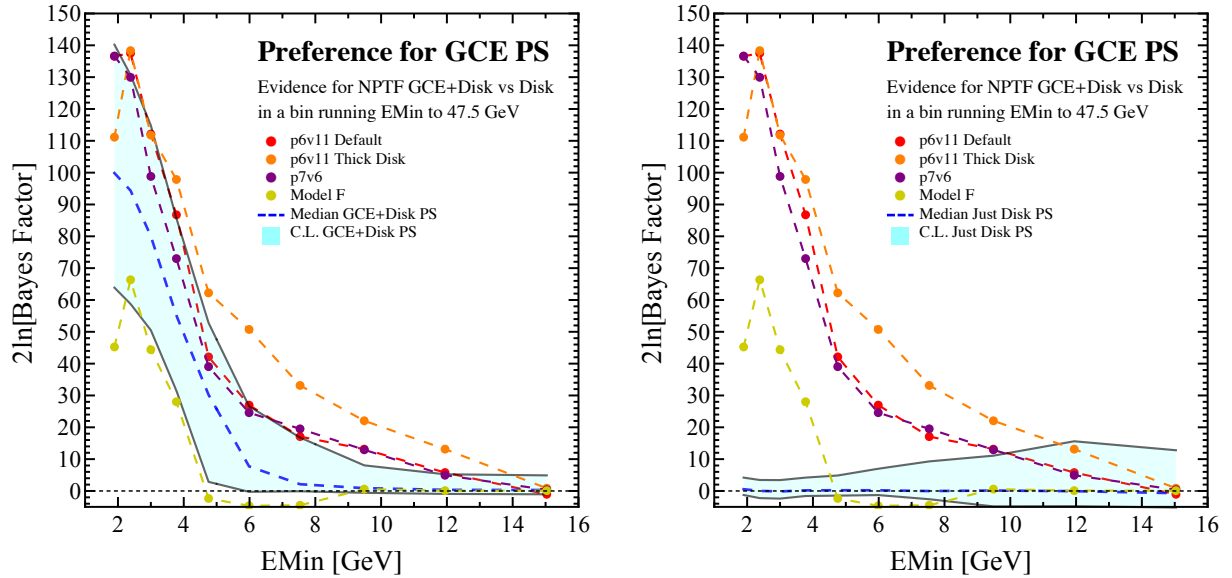 Preference for GCE PS
Evidence for NPTF GCE+Disk vs Disk
in a bin running EMin to 47.5 GeV
p6v11 Default
p6v11 Thick Disk
p7v6
Model F
Median GCE+Disk PS
C.L. GCE+Disk PS
2ln[Bayes Factor]
150
140
130
120
110
100
90
80
70
60
50
40
30
20
10
0
2 4 6 8 10 12 14 16
EMin [GeV]
Preference for GCE PS
Evidence for NPTF GCE+Disk vs Disk
in a bin running EMin to 47.5 GeV
p6v11 Default
p6v11 Thick Disk
p7v6
Model F
Median Just Disk PS
C.L. Just Disk PS
2ln[Bayes Factor]
150
140
130
120
110
100
90
80
70
60
50
40
30
20
10
0
2 4 6 8 10 12 14 16
EMin [GeV]